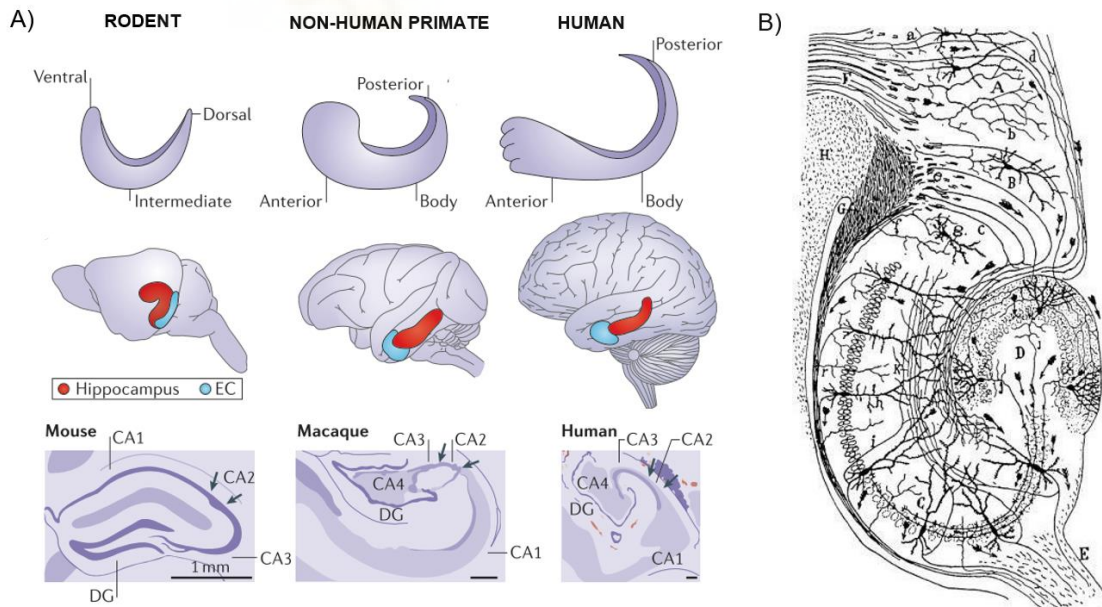 A)
RODENT
NON-HUMAN PRIMATE
HUMAN
Ventral
Dorsal
Intermediate
Posterior
Anterior
Body
Posterior
Anterior
Body
Hippocampus
EC
Mouse
CA1
CA2
CA3
DG
1 mm
Macaque
CA3
CA2
CA4
DG
CA1
Human
CA3
CA2
CA4
DG
CA1
B)
a
d
A
b
F
H
B
G
g
c
D
K
E